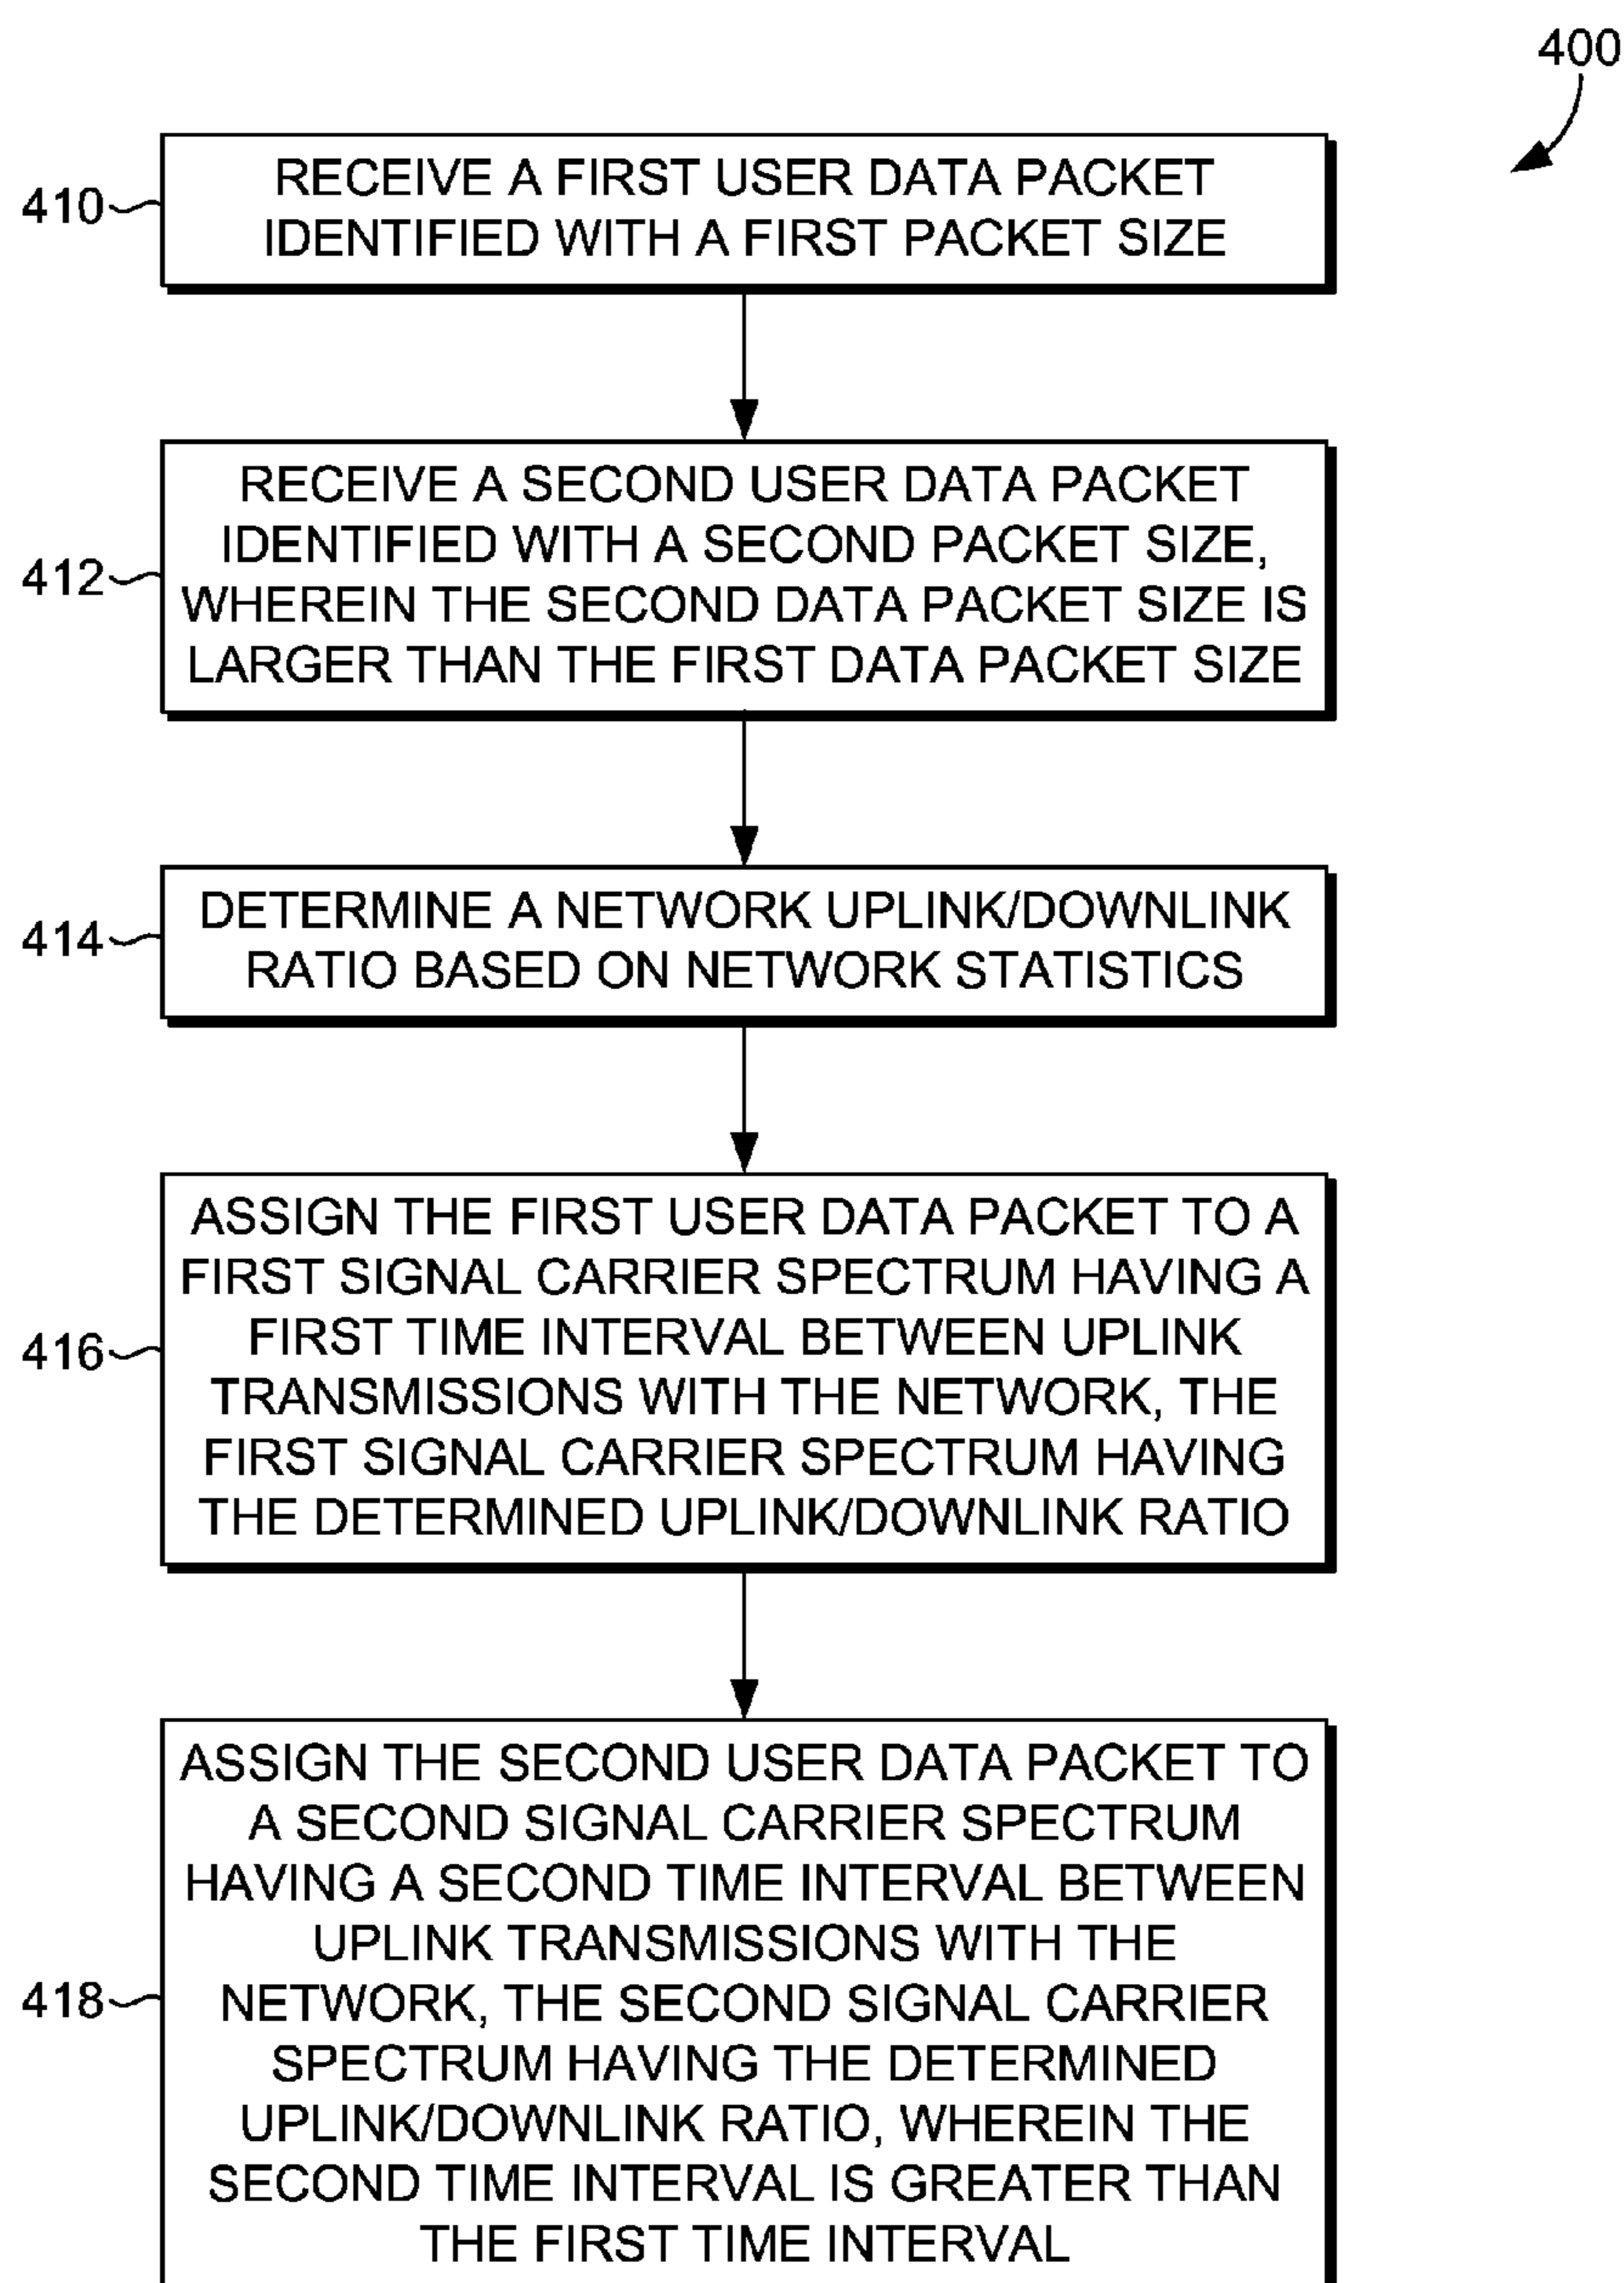 400
410
RECEIVE A FIRST USER DATA PACKET
IDENTIFIED WITH A FIRST PACKET SIZE
412
RECEIVE A SECOND USER DATA PACKET
IDENTIFIED WITH A SECOND PACKET SIZE,
WHEREIN THE SECOND DATA PACKET SIZE IS
LARGER THAN THE FIRST DATA PACKET SIZE
414
DETERMINE A NETWORK UPLINK/DOWNLINK
RATIO BASED ON NETWORK STATISTICS
416
ASSIGN THE FIRST USER DATA PACKET TO A
FIRST SIGNAL CARRIER SPECTRUM HAVING A
FIRST TIME INTERVAL BETWEEN UPLINK
TRANSMISSIONS WITH THE NETWORK, THE
FIRST SIGNAL CARRIER SPECTRUM HAVING
THE DETERMINED UPLINK/DOWNLINK RATIO
418
ASSIGN THE SECOND USER DATA PACKET TO
A SECOND SIGNAL CARRIER SPECTRUM
HAVING A SECOND TIME INTERVAL BETWEEN
UPLINK TRANSMISSIONS WITH THE
NETWORK, THE SECOND SIGNAL CARRIER
SPECTRUM HAVING THE DETERMINED
UPLINK/DOWNLINK RATIO, WHEREIN THE
SECOND TIME INTERVAL IS GREATER THAN
THE FIRST TIME INTERVAL